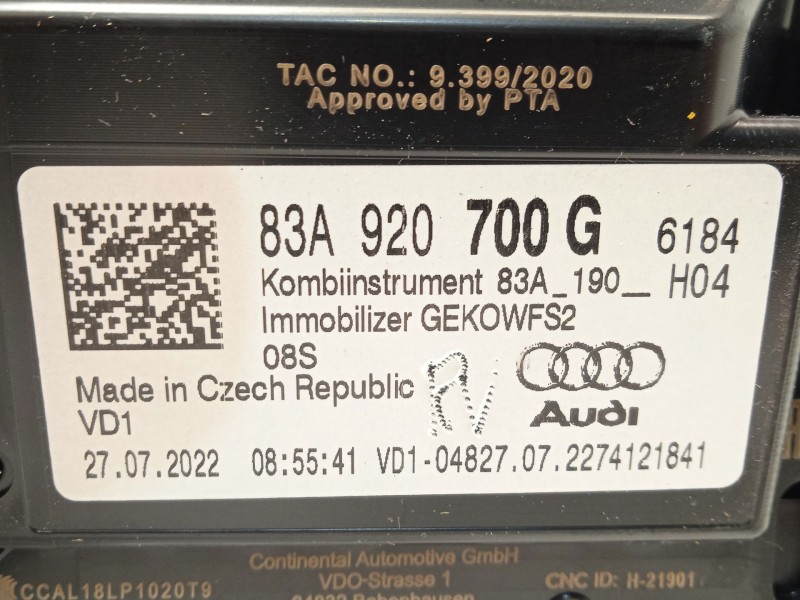 TAC NO.: 9.399/2020
Approved by PTA
83A 920 700 G 6184
Kombiinstrument 83A_190__ H04
Immobilizer GEKOWFS2
08S
Made in Czech Republic
VD1
RV
Audi
27.07.2022 08:55:41 VD1-04827.07.2274121841
Continental Automotive GmbH
VDO-Strasse 1
CCAL18LP1020T9
CNC ID: H-21901